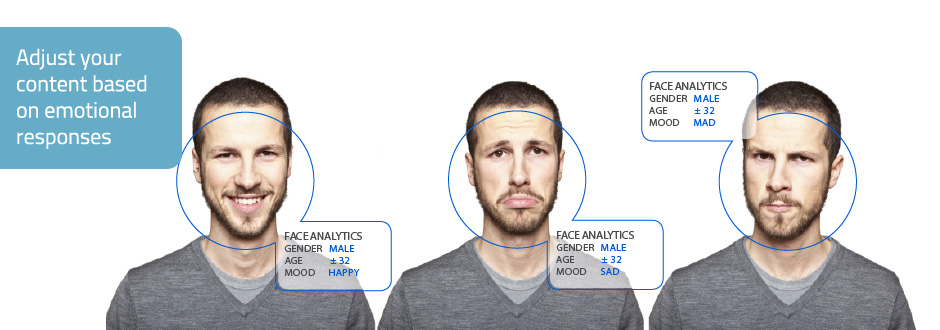 Adjust your
content based
on emotional
responses
FACE ANALYTICS
GENDER MALE
AGE ± 32
MOOD HAPPY
FACE ANALYTICS
GENDER MALE
AGE ± 32
MOOD SAD
FACE ANALYTICS
GENDER MALE
AGE ± 32
MOOD MAD